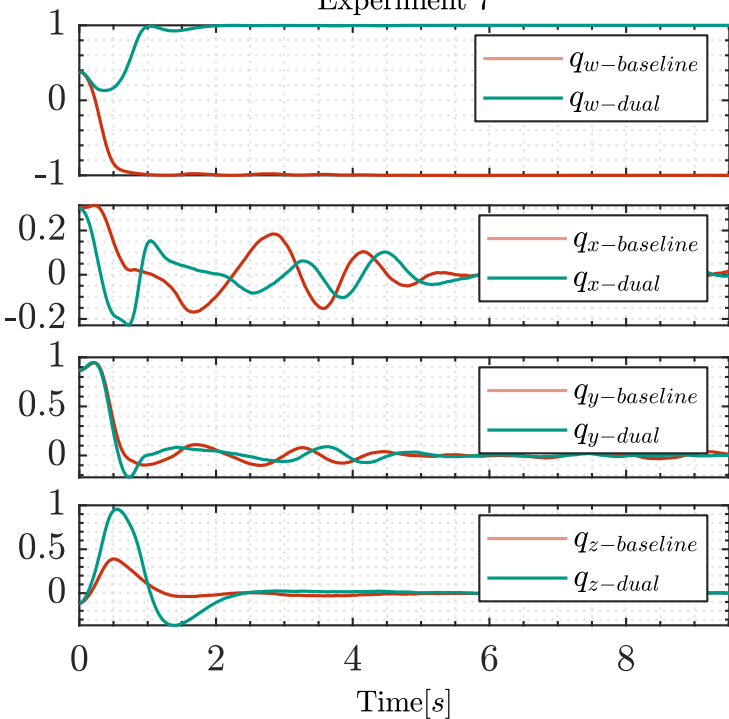 Experiment 7
1
0
-1
q_{w-baseline}
q_{w-dual}
0.2
0
-0.2
q_{x-baseline}
q_{x-dual}
1
0.5
0
q_{y-baseline}
q_{y-dual}
1
0.5
0
q_{z-baseline}
q_{z-dual}
0 2 4 6 8
Time[s]